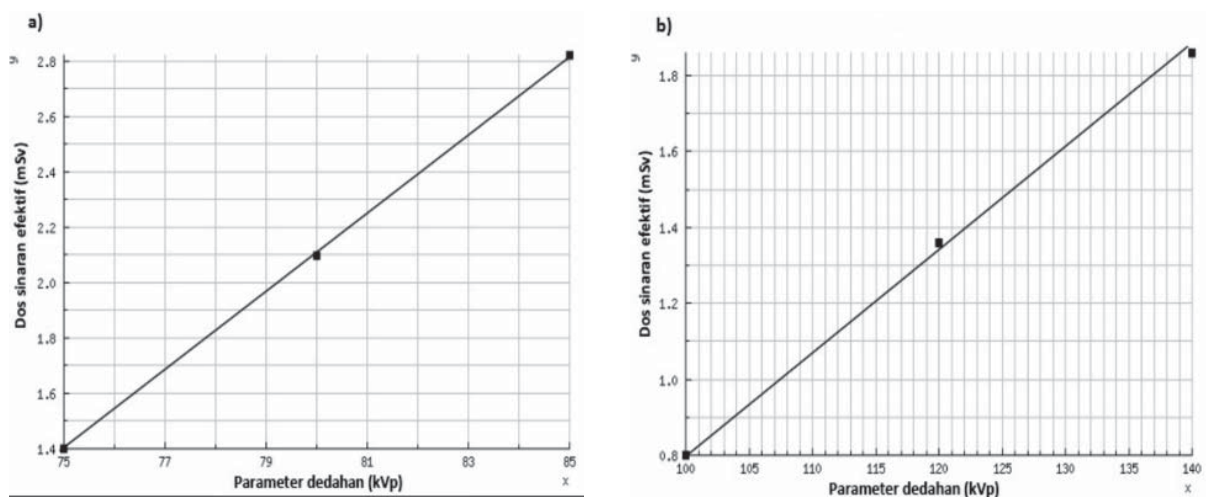 a)
y
Dos sinaran efektif (mSv)
2.8
2.6
2.4
2.2
2.0
1.8
1.6
1.4
75 77 79 81 83 85
Parameter dedahan (kVp)
x
b)
y
Dos sinaran efektif (mSv)
1.8
1.6
1.4
1.2
1.0
0.8
100 105 110 115 120 125 130 135 140
Parameter dedahan (kVp)
x